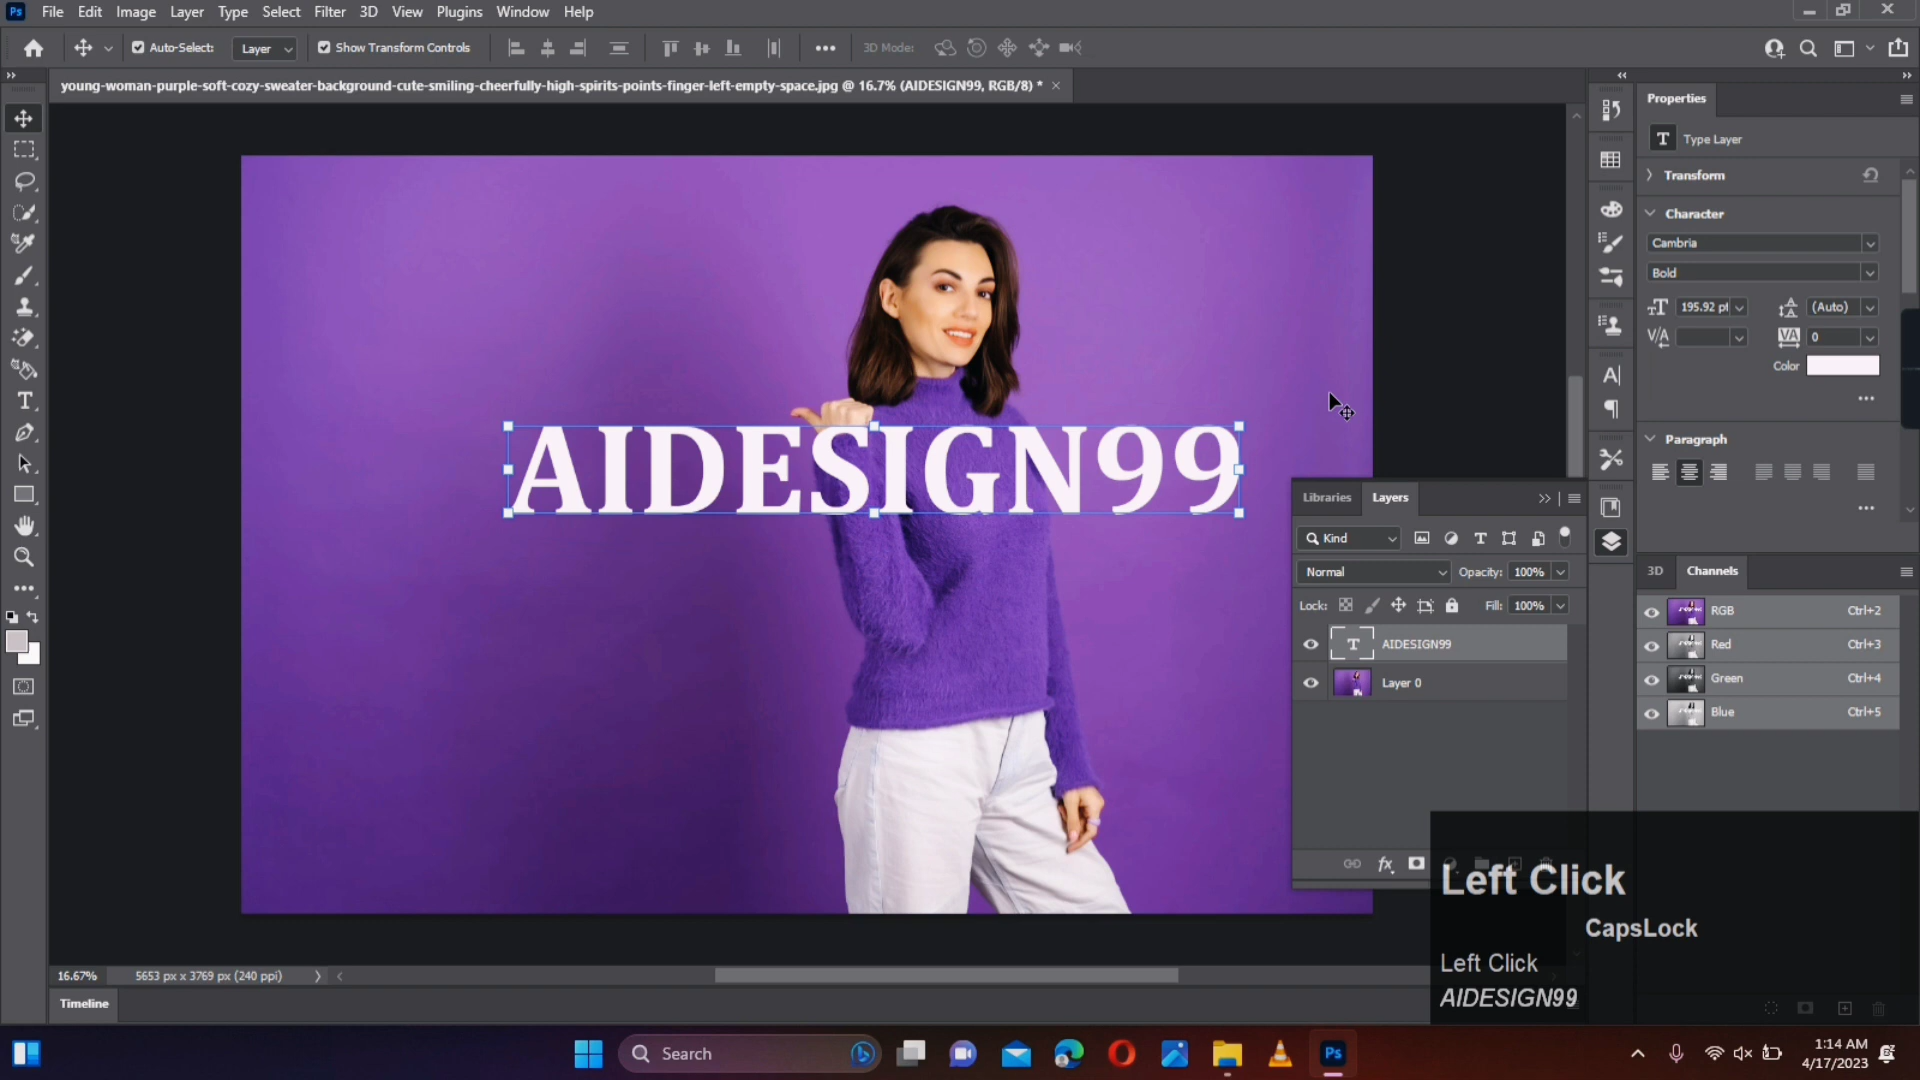 Ps File Edit Image Layer Type Select Filter 3D View Plugins Window Help
Auto-Select: Layer Show Transform Controls 3D Mode:
young-woman-purple-soft-cozy-sweater-background-cute-smiling-cheerfully-high-spirits-points-finger-left-empty-space.jpg @ 16.7% (AIDESIGN99, RGB/8) *
Properties
T Type Layer
Transform
Character
Cambria
Bold
195.92 pt (Auto)
0
Color
Paragraph
AIDESIGN99
Libraries Layers
Kind
Normal Opacity: 100%
Lock: Fill: 100%
T AIDESIGN99
Layer 0
fx
3D Channels
RGB Ctrl+2
Red Ctrl+3
Green Ctrl+4
Blue Ctrl+5
Left Click
CapsLock
Left Click
AIDESIGN99
16.67% 5653 px x 3769 px (240 ppi)
Timeline
Search
Ps
1:14 AM
4/17/2023